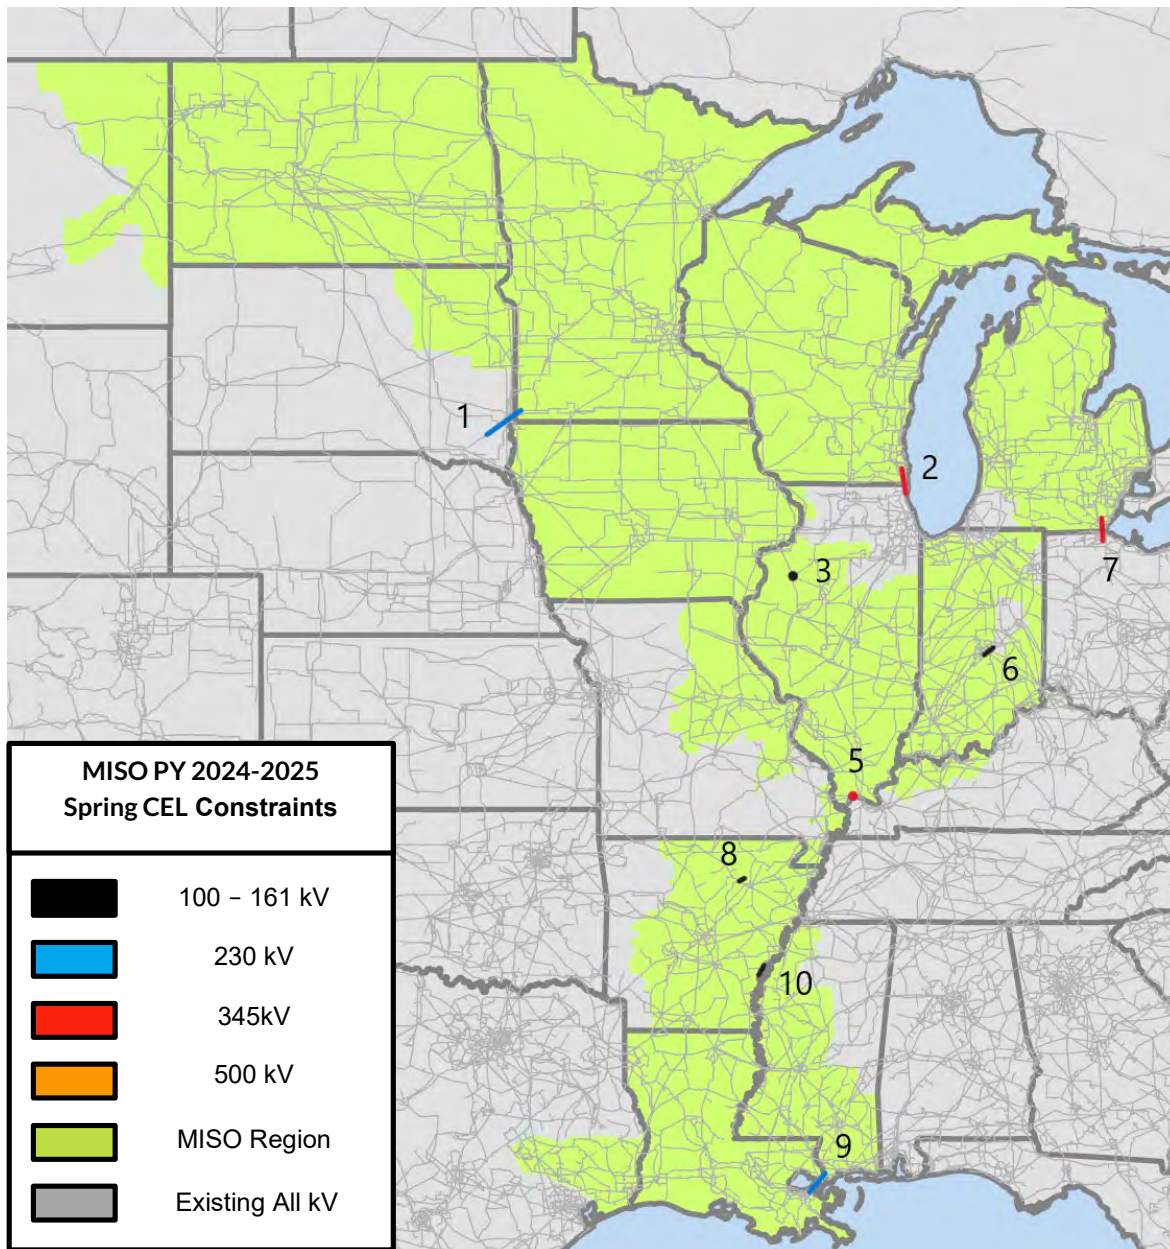 1
2
3
7
6
5
8
10
9
MISO PY 2024-2025
Spring CEL Constraints
100 – 161 kV
230 kV
345kV
500 kV
MISO Region
Existing All kV